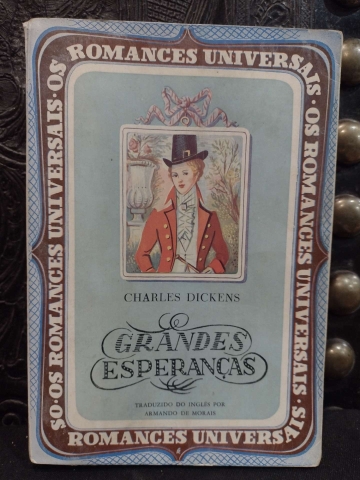 OS ROMANCES UNIVERSAIS · OS ROMANCES UNIVERSAIS ·
SO · OS ROMANCES UNIVERSAIS ·
ROMANCES UNIVERSAIS
CHARLES DICKENS
GRANDES
ESPERANÇAS
TRADUZIDO DO INGLÊS POR
ARMANDO DE MORAIS